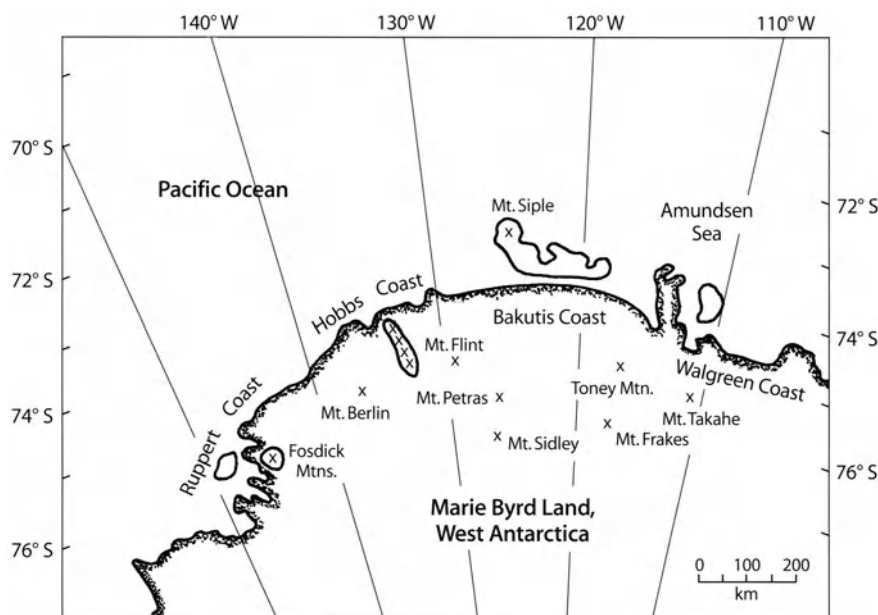 140° W
130° W
120° W
110° W
70° S
Pacific Ocean
Mt. Siple
Amundsen
Sea
72° S
72° S
Hobbs Coast
Bakutis Coast
Mt. Flint
74° S
Walgreen Coast
Toney Mtn.
Mt. Petras
Mt. Berlin
Mt. Takahe
74° S
Ruppert Coast
Mt. Sidley
Mt. Frakes
Fosdick
Mtns.
76° S
Marie Byrd Land,
West Antarctica
76° S
0 100 200
km